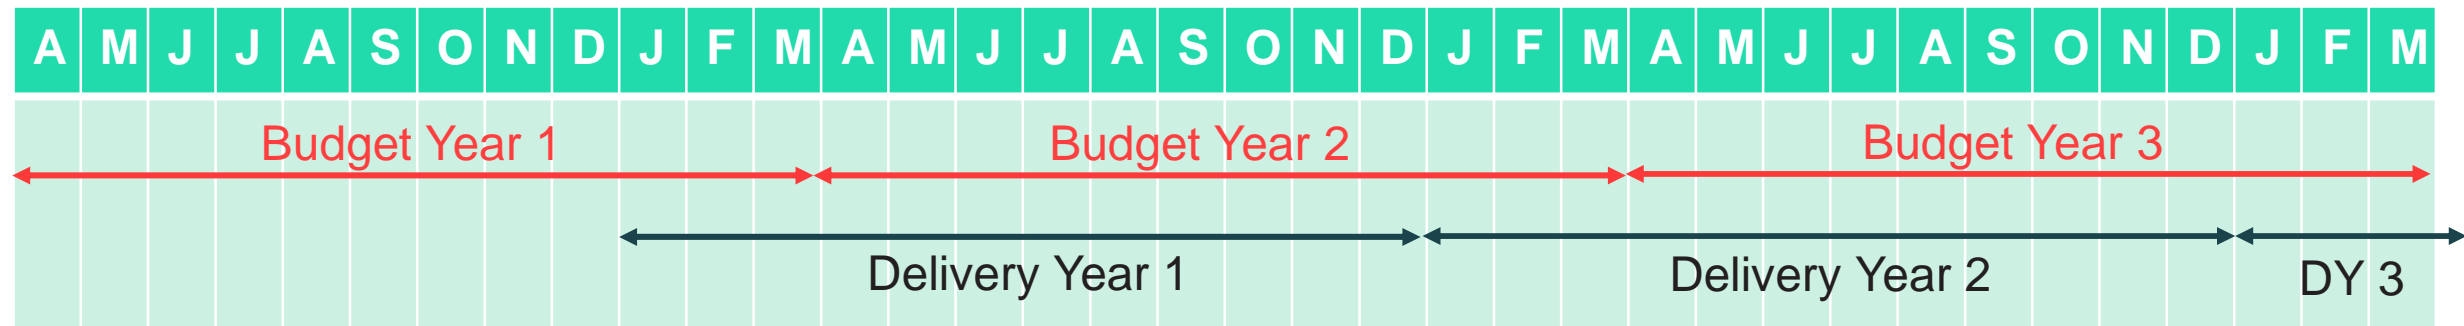 A M J J A S O N D J F M A M J J A S O N D J F M A M J J A S O N D J F M
Budget Year 1 Budget Year 2 Budget Year 3
Delivery Year 1 Delivery Year 2 DY 3